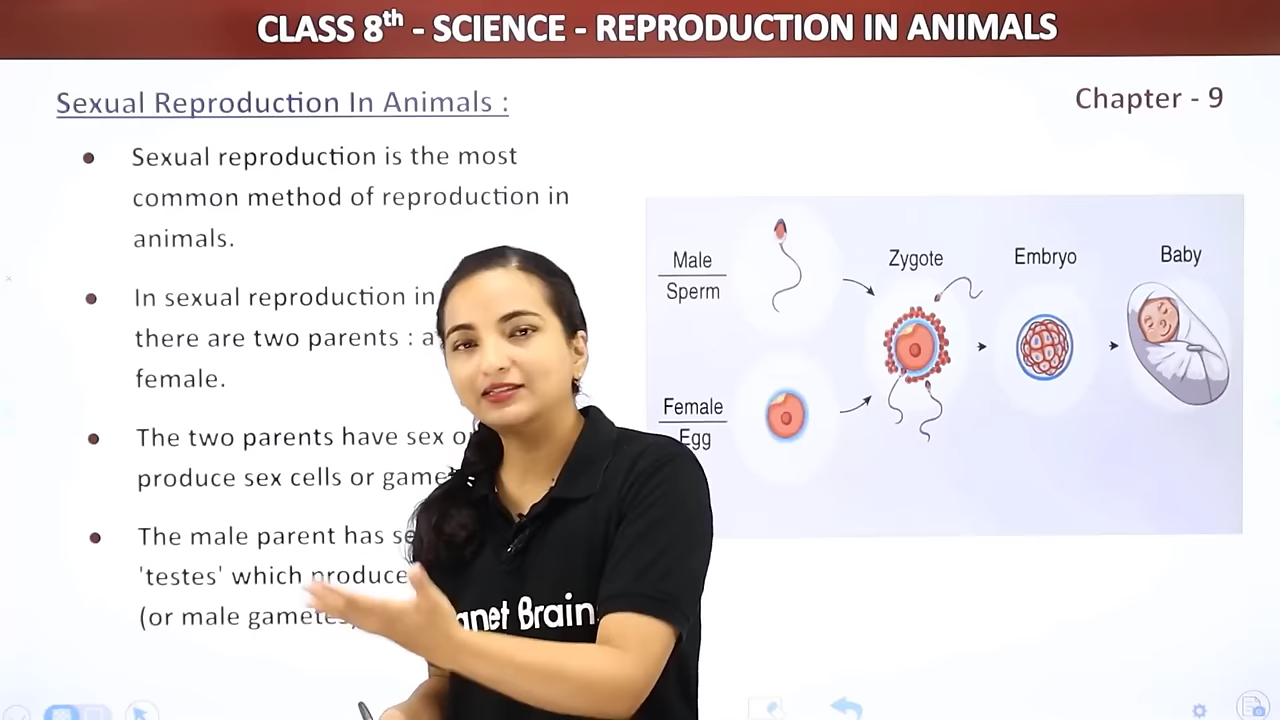 CLASS 8th - SCIENCE - REPRODUCTION IN ANIMALS
Sexual Reproduction In Animals :
Chapter - 9
Sexual reproduction is the most
common method of reproduction in
animals.
In sexual reproduction in
there are two parents : a
female.
The two parents have sex
produce sex cells or
The male parent has
'testes' which produce
(or male
Male
Sperm
Female
Egg
Zygote
Embryo
Baby
anet Brain